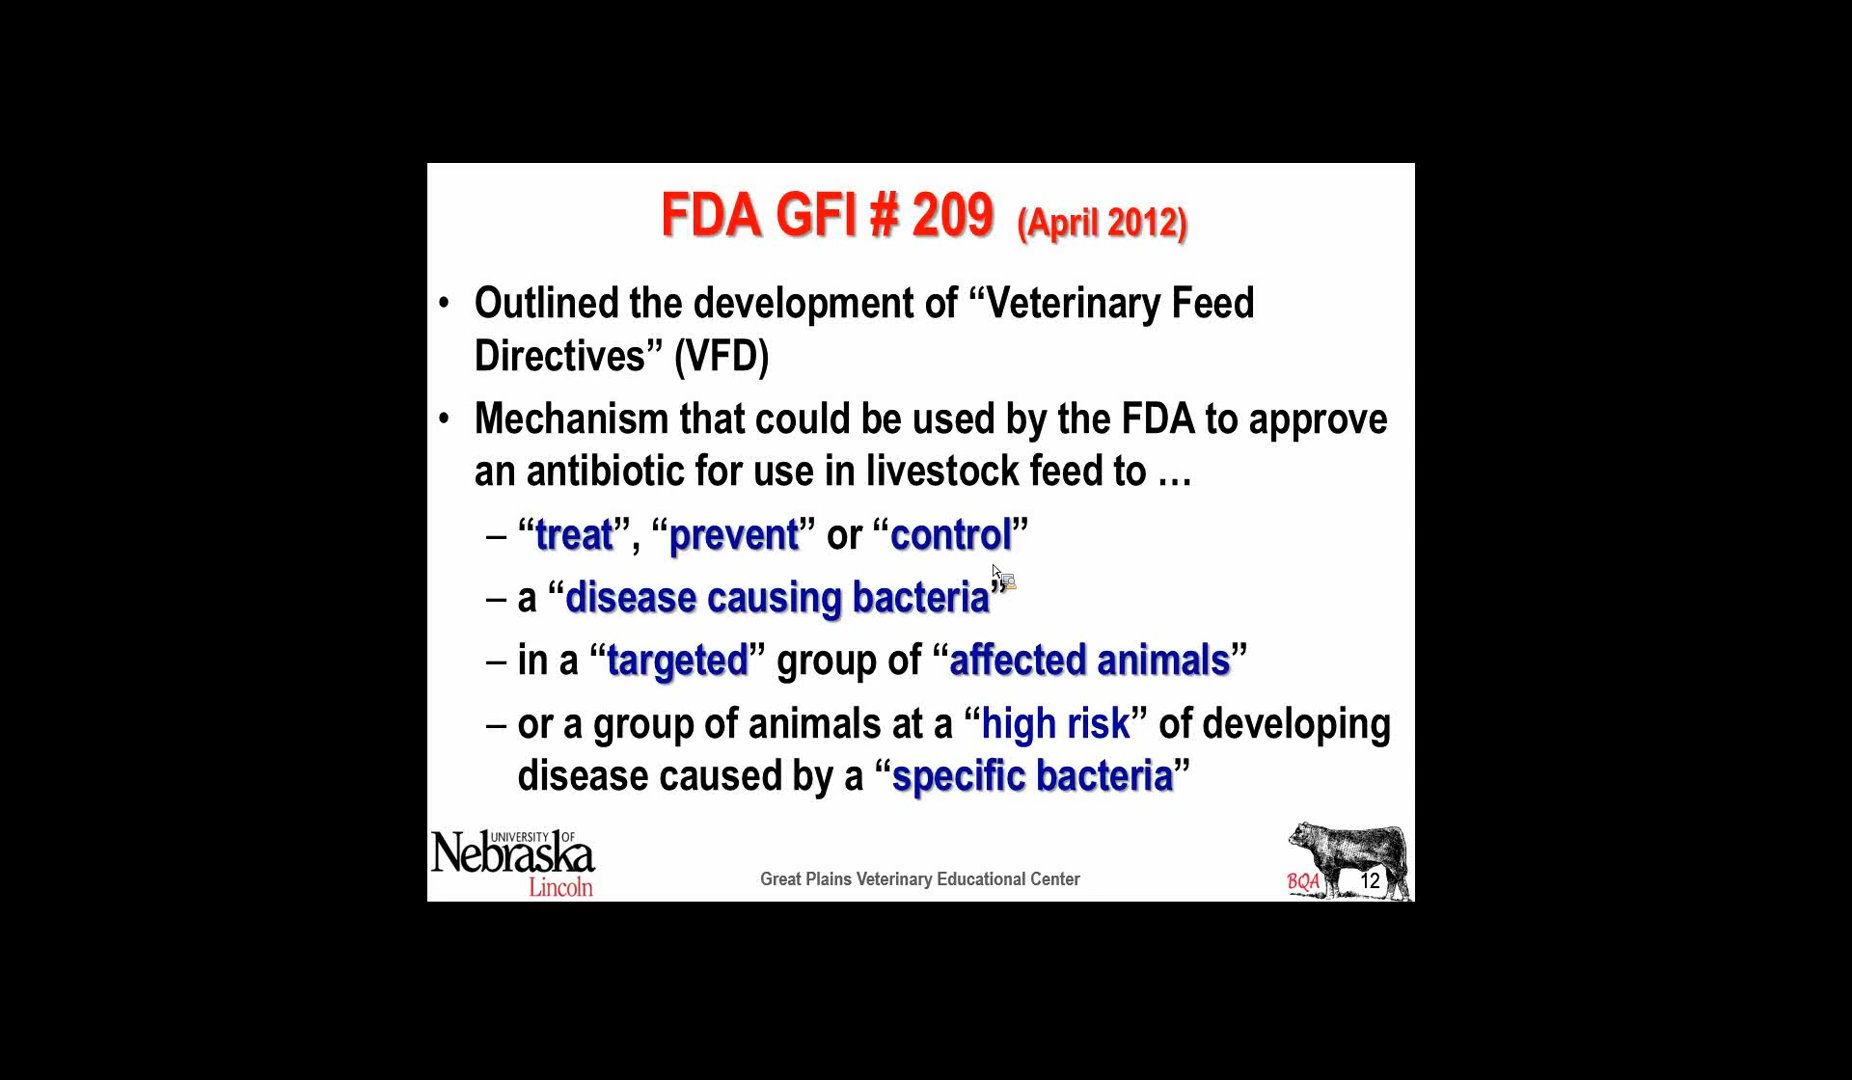 FDA GFI # 209 (April 2012)
• Outlined the development of “Veterinary Feed
Directives” (VFD)
• Mechanism that could be used by the FDA to approve
an antibiotic for use in livestock feed to …
– “treat”, “prevent” or “control”
– a “disease causing bacteria”
– in a “targeted” group of “affected animals”
– or a group of animals at a “high risk” of developing
disease caused by a “specific bacteria”
UNIVERSITY OF
Nebraska
Lincoln
Great Plains Veterinary Educational Center
BQA
12